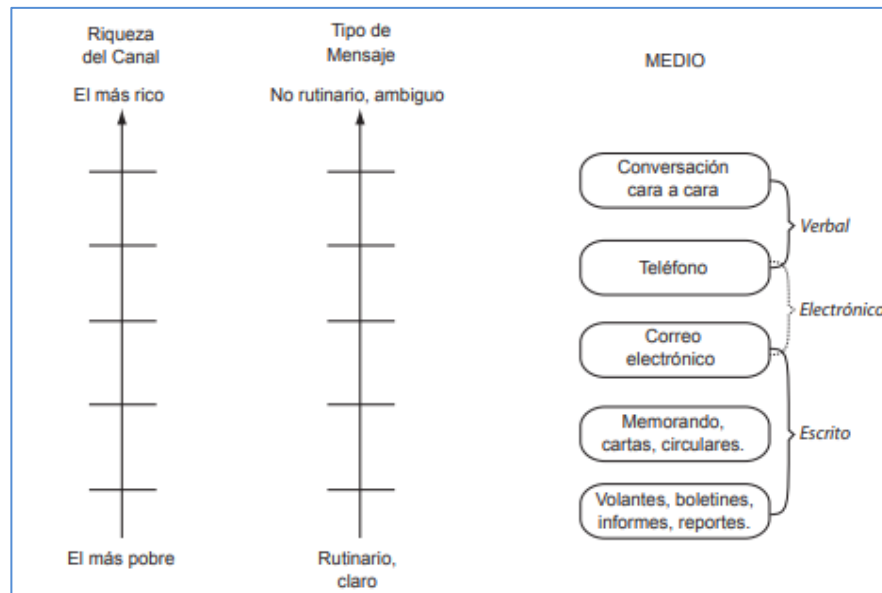 Riqueza
del Canal
El más rico
El más pobre
Tipo de
Mensaje
No rutinario, ambiguo
Rutinario,
claro
MEDIO
Conversación
cara a cara
Teléfono
Correo
electrónico
Memorando,
cartas, circulares.
Volantes, boletines,
informes, reportes.
Verbal
Electrónico
Escrito